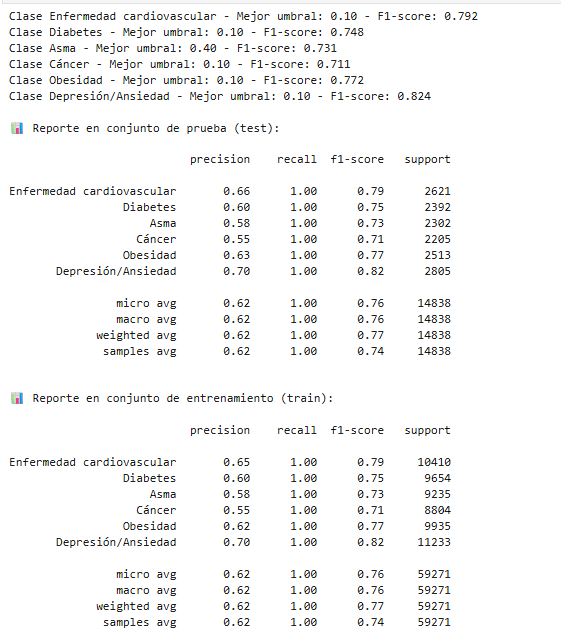 Clase Enfermedad cardiovascular - Mejor umbral: 0.10 - F1-score: 0.792
Clase Diabetes - Mejor umbral: 0.10 - F1-score: 0.748
Clase Asma - Mejor umbral: 0.40 - F1-score: 0.731
Clase Cáncer - Mejor umbral: 0.10 - F1-score: 0.711
Clase Obesidad - Mejor umbral: 0.10 - F1-score: 0.772
Clase Depresión/Ansiedad - Mejor umbral: 0.10 - F1-score: 0.824
📊 Reporte en conjunto de prueba (test):
precision recall f1-score support
Enfermedad cardiovascular 0.66 1.00 0.79 2621
Diabetes 0.60 1.00 0.75 2392
Asma 0.58 1.00 0.73 2302
Cáncer 0.55 1.00 0.71 2205
Obesidad 0.63 1.00 0.77 2513
Depresión/Ansiedad 0.70 1.00 0.82 2805
micro avg 0.62 1.00 0.76 14838
macro avg 0.62 1.00 0.76 14838
weighted avg 0.62 1.00 0.77 14838
samples avg 0.62 1.00 0.74 14838
📊 Reporte en conjunto de entrenamiento (train):
precision recall f1-score support
Enfermedad cardiovascular 0.65 1.00 0.79 10410
Diabetes 0.60 1.00 0.75 9654
Asma 0.58 1.00 0.73 9235
Cáncer 0.55 1.00 0.71 8804
Obesidad 0.62 1.00 0.77 9935
Depresión/Ansiedad 0.70 1.00 0.82 11233
micro avg 0.62 1.00 0.76 59271
macro avg 0.62 1.00 0.76 59271
weighted avg 0.62 1.00 0.77 59271
samples avg 0.62 1.00 0.74 59271